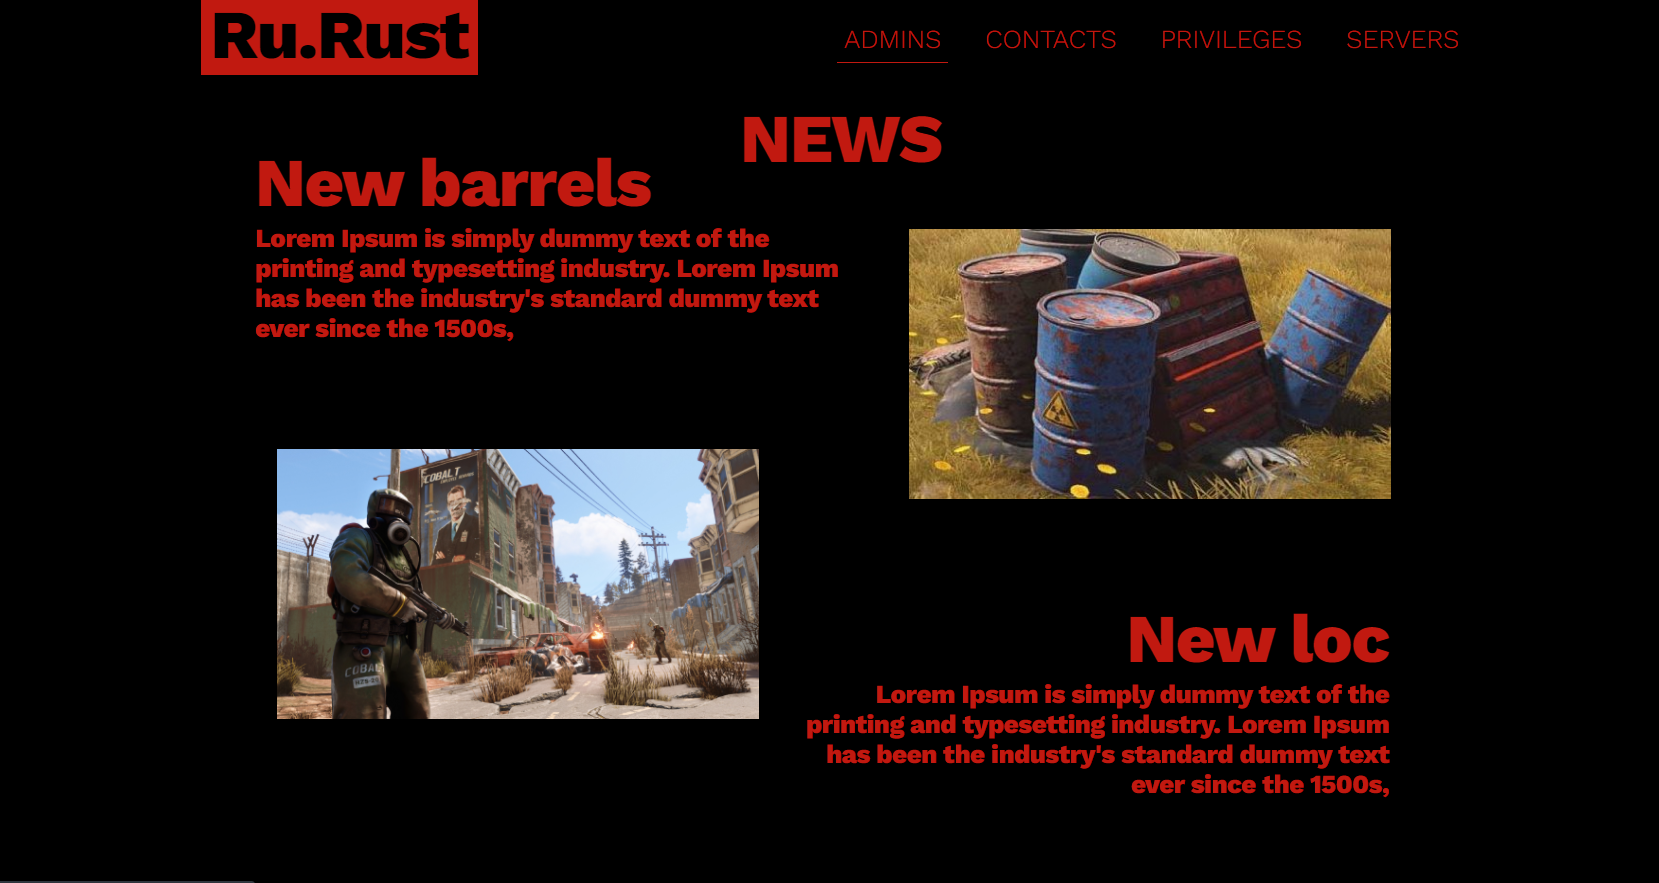 Ru.Rust
ADMINS CONTACTS PRIVILEGES SERVERS
NEWS
New barrels
Lorem Ipsum is simply dummy text of the
printing and typesetting industry. Lorem Ipsum
has been the industry's standard dummy text
ever since the 1500s,
COBALT
COBAL
New loc
Lorem Ipsum is simply dummy text of the
printing and typesetting industry. Lorem Ipsum
has been the industry's standard dummy text
ever since the 1500s,